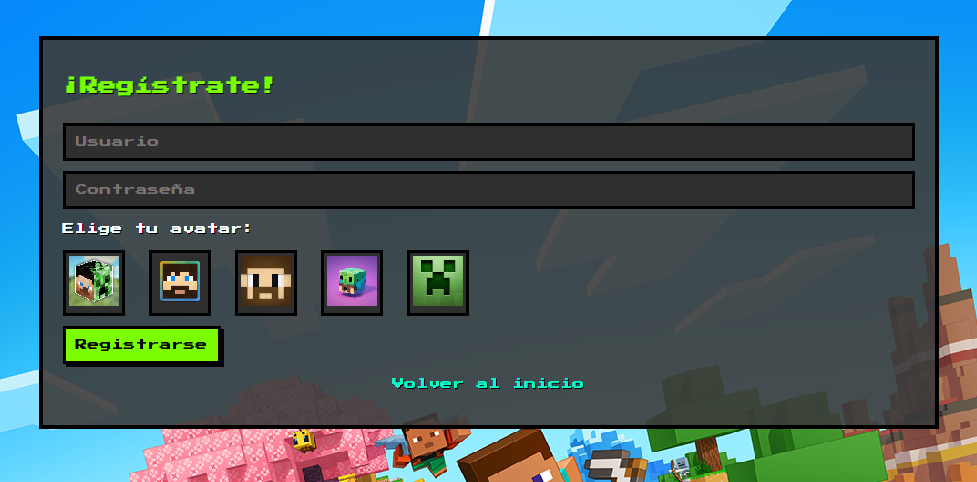 ¡Regístrate!
Usuario
Contraseña
Elige tu avatar:
Registrarse
Volver al inicio